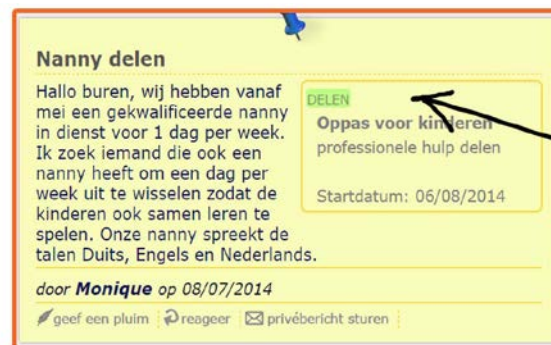 Nanny delen
Hallo buren, wij hebben vanaf
mei een gekwalificeerde nanny
in dienst voor 1 dag per week.
Ik zoek iemand die ook een
nanny heeft om een dag per
week uit te wisselen zodat de
kinderen ook samen leren te
spelen. Onze nanny spreekt de
talen Duits, Engels en Nederlands.
DELEN
Oppas voor kinderen
professionele hulp delen
Startdatum: 06/08/2014
door Monique op 08/07/2014
geef een pluim reageer privébericht sturen